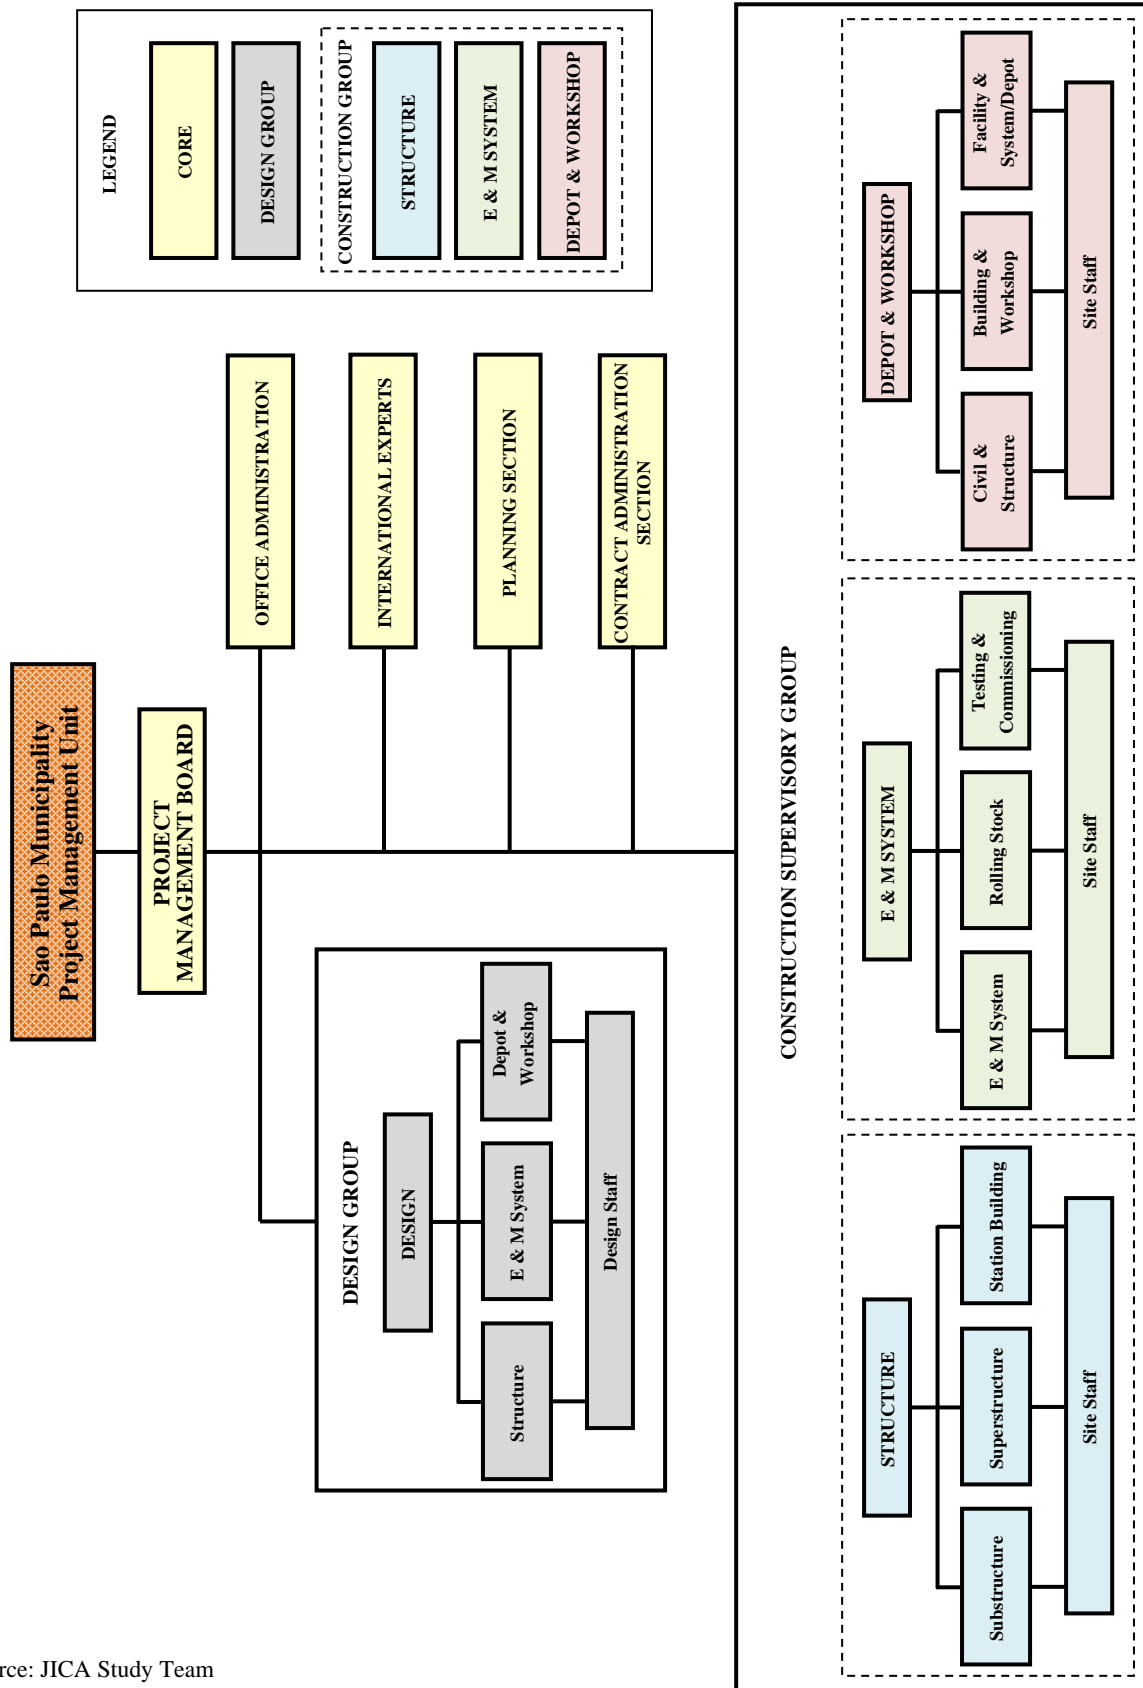 Sao Paulo Municipality
Project Management Unit
PROJECT
MANAGEMENT BOARD
OFFICE ADMINISTRATION
INTERNATIONAL EXPERTS
PLANNING SECTION
CONTRACT ADMINISTRATION
SECTION
LEGEND
CORE
DESIGN GROUP
CONSTRUCTION GROUP
STRUCTURE
E & M SYSTEM
DEPOT & WORKSHOP
DESIGN GROUP
DESIGN
Structure
E & M System
Depot &
Workshop
Design Staff
CONSTRUCTION SUPERVISORY GROUP
STRUCTURE
Substructure
Superstructure
Station Building
Site Staff
E & M SYSTEM
E & M System
Rolling Stock
Testing &
Commissioning
Site Staff
DEPOT & WORKSHOP
Civil &
Structure
Building &
Workshop
Facility &
System/Depot
Site Staff
rce: JICA Study Team